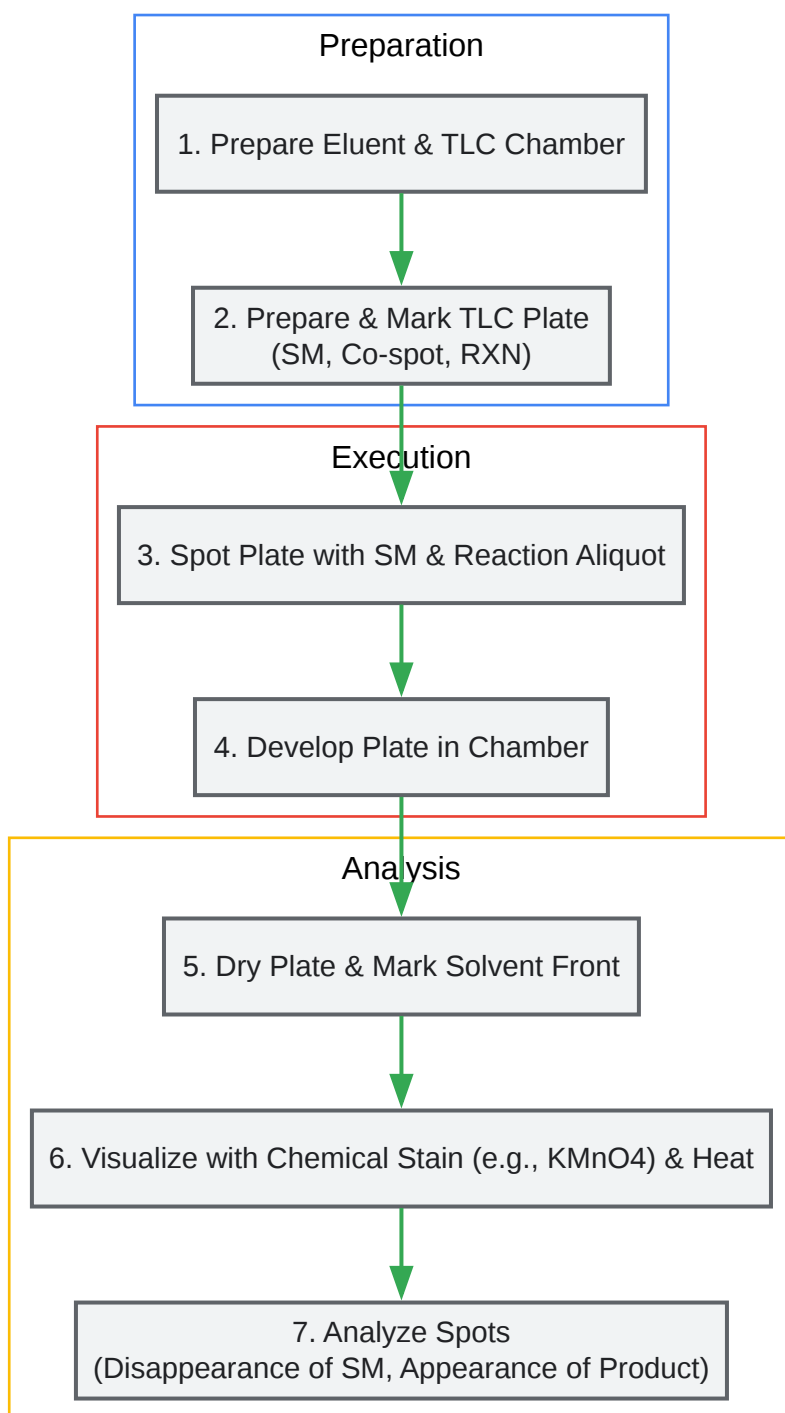 Preparation
1. Prepare Eluent & TLC Chamber
2. Prepare & Mark TLC Plate
(SM, Co-spot, RXN)
Execution
3. Spot Plate with SM & Reaction Aliquot
4. Develop Plate in Chamber
Analysis
5. Dry Plate & Mark Solvent Front
6. Visualize with Chemical Stain (e.g., KMnO4) & Heat
7. Analyze Spots
(Disappearance of SM, Appearance of Product)